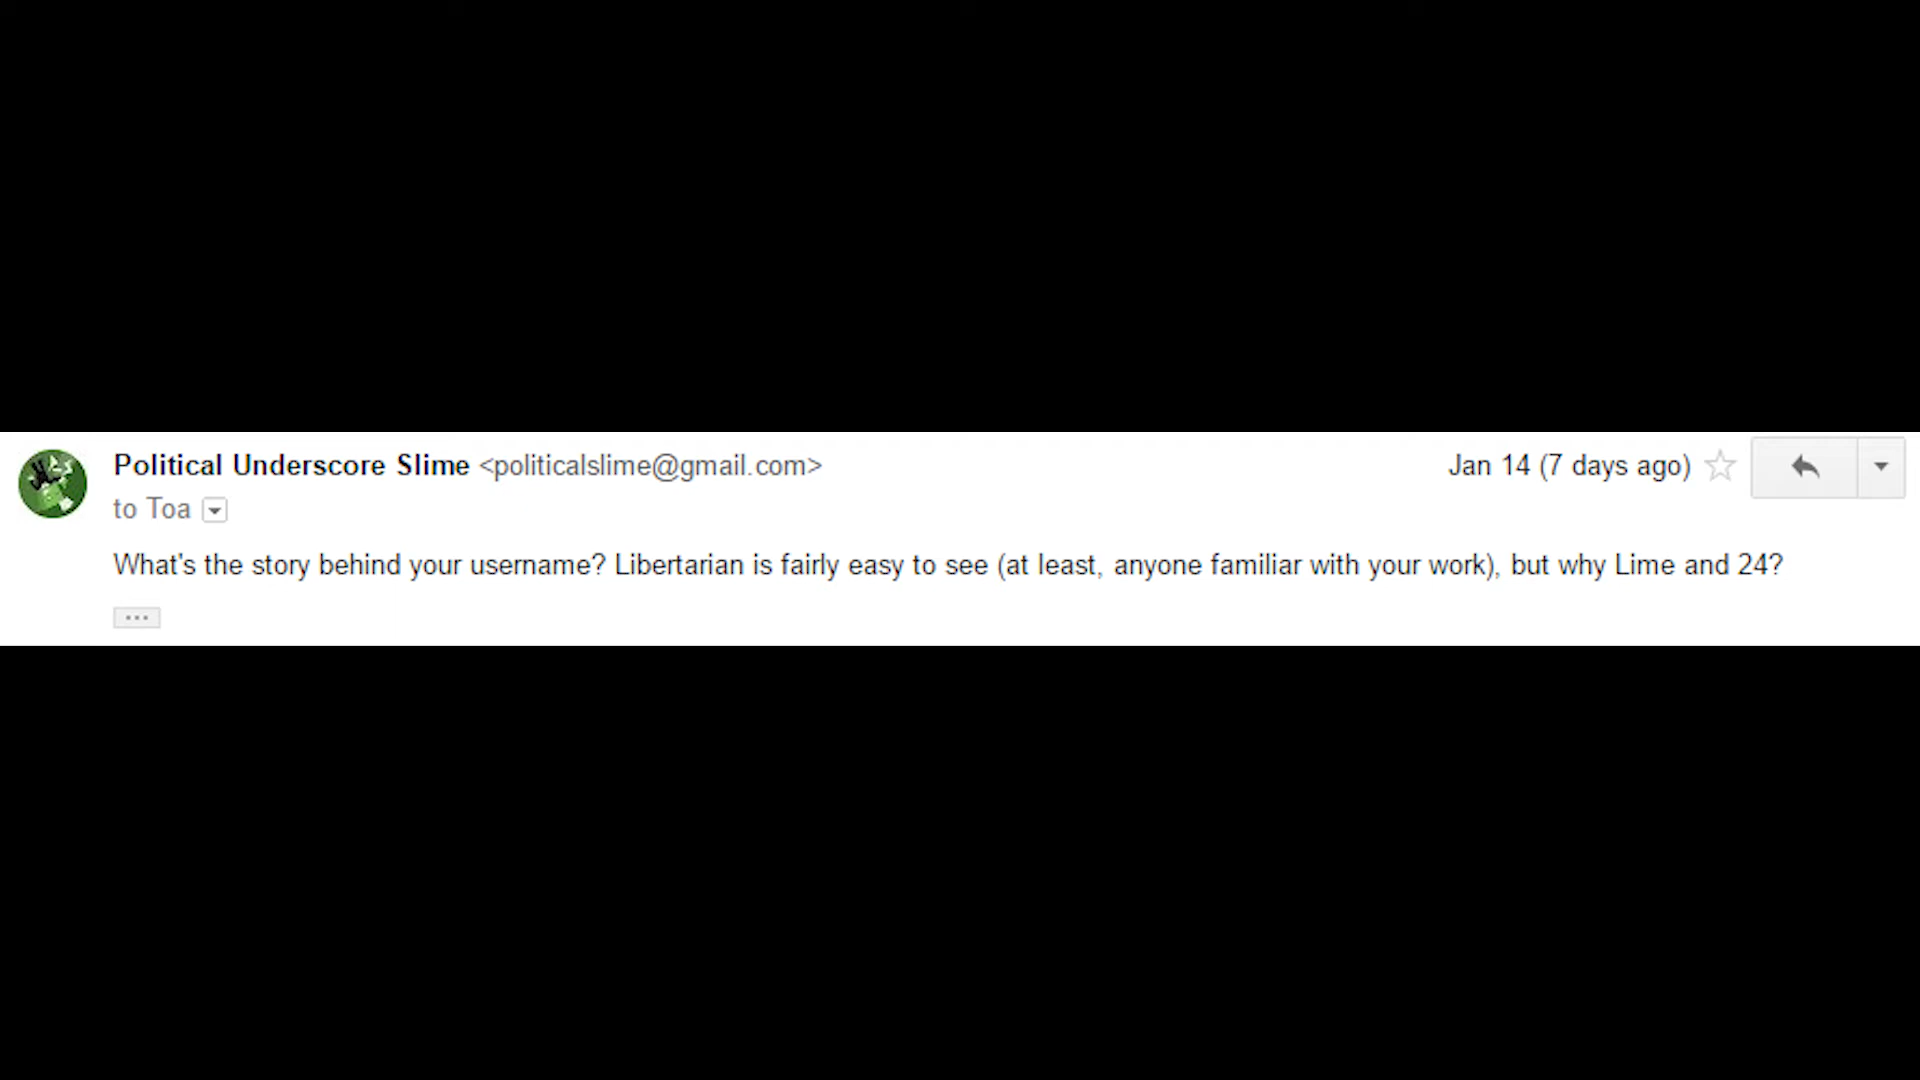 Political Underscore Slime <politicalslime@gmail.com> Jan 14 (7 days ago)
to Toa
What's the story behind your username? Libertarian is fairly easy to see (at least, anyone familiar with your work), but why Lime and 24?